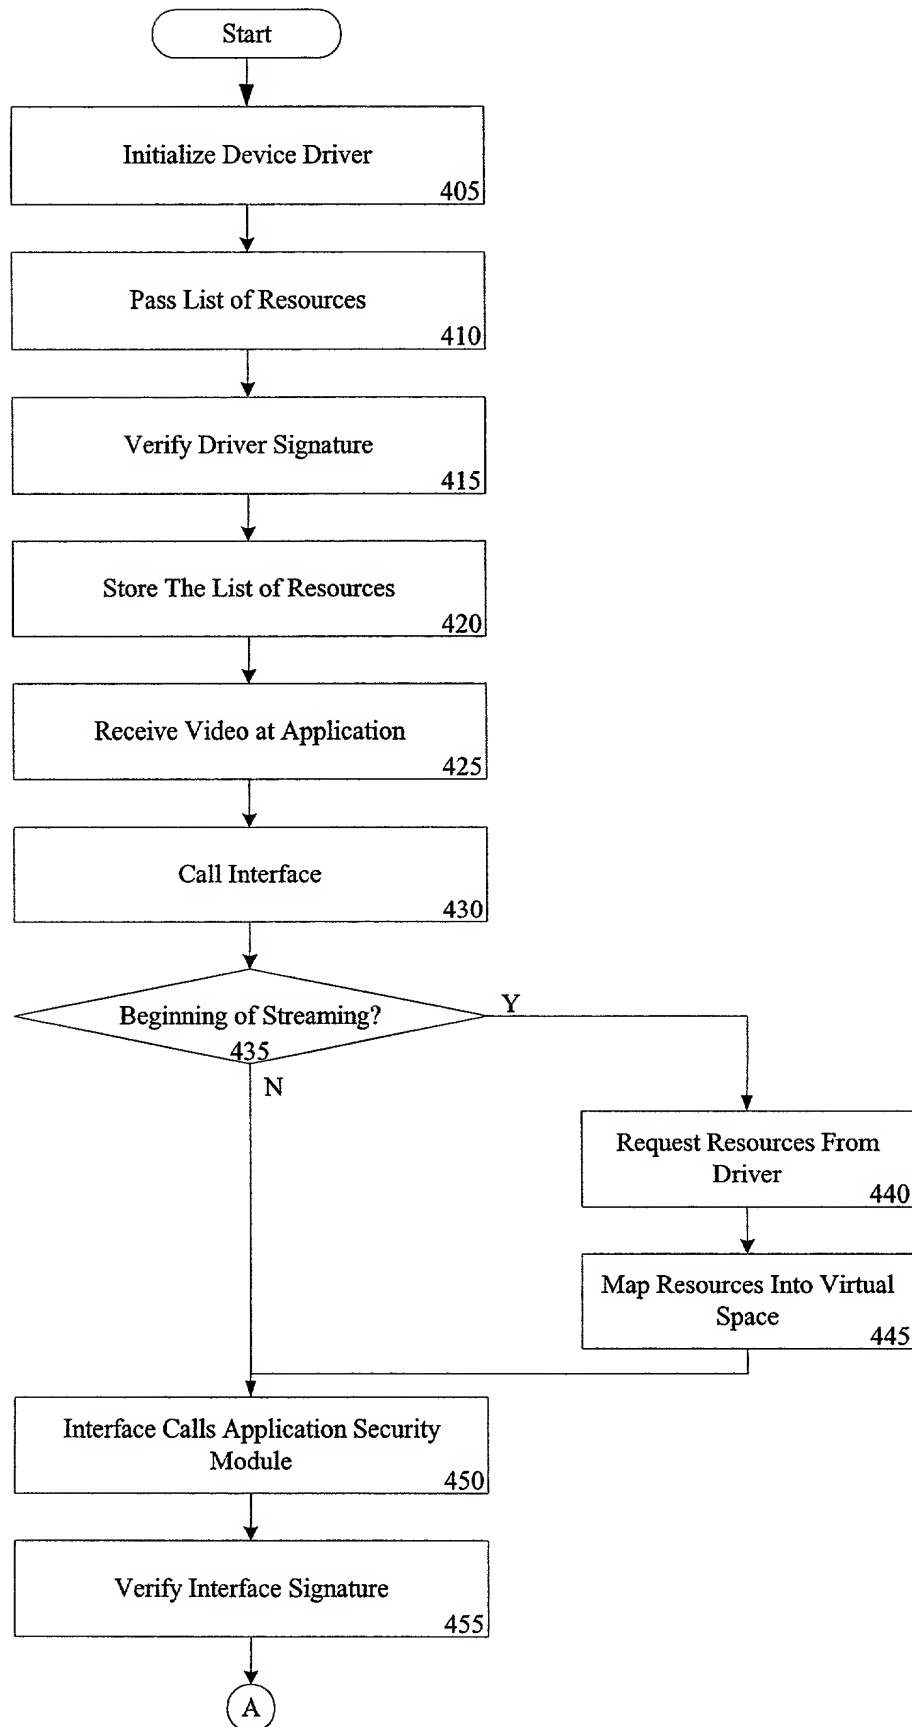 Start
Initialize Device Driver
405
Pass List of Resources
410
Verify Driver Signature
415
Store The List of Resources
420
Receive Video at Application
425
Call Interface
430
Beginning of Streaming?
435
Y
N
Request Resources From
Driver
440
Map Resources Into Virtual
Space
445
Interface Calls Application Security
Module
450
Verify Interface Signature
455
A